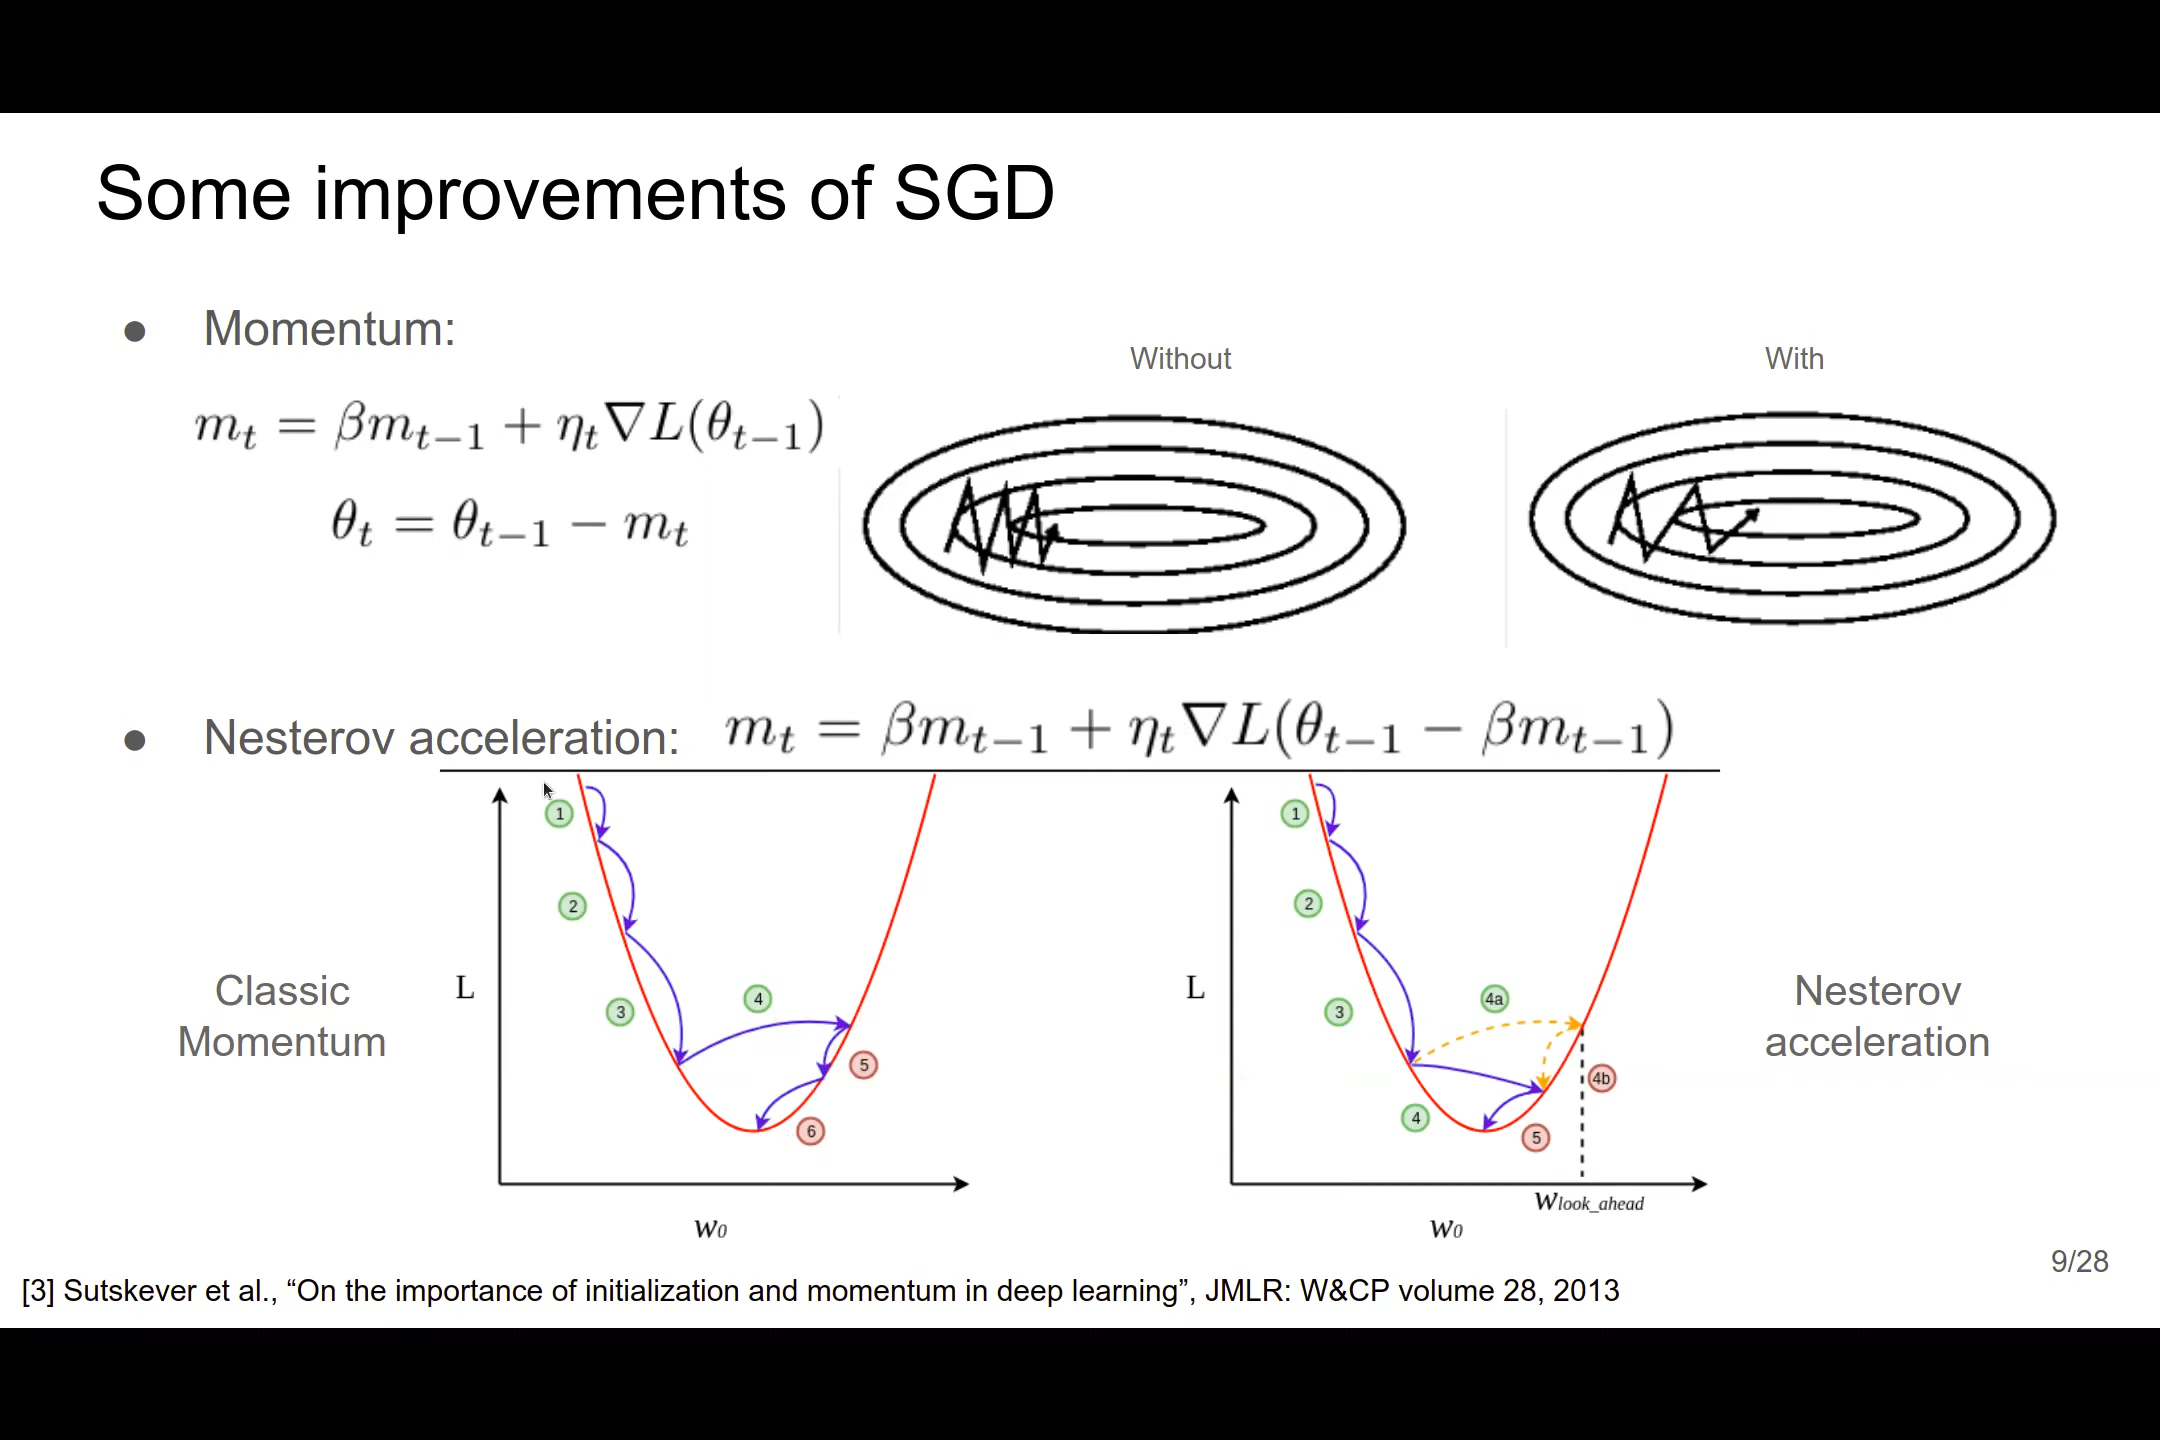 Some improvements of SGD
● Momentum:
Without
With
m_t = βm_{t−1} + η_t∇L(θ_{t−1})
θ_t = θ_{t−1} − m_t
● Nesterov acceleration: m_t = βm_{t−1} + η_t∇L(θ_{t−1} − βm_{t−1})
Classic
Momentum
L
1
2
3
4
5
6
w0
L
1
2
3
4a
4b
4
5
wlook_ahead
w0
Nesterov
acceleration
9/28
[3] Sutskever et al., “On the importance of initialization and momentum in deep learning”, JMLR: W&CP volume 28, 2013